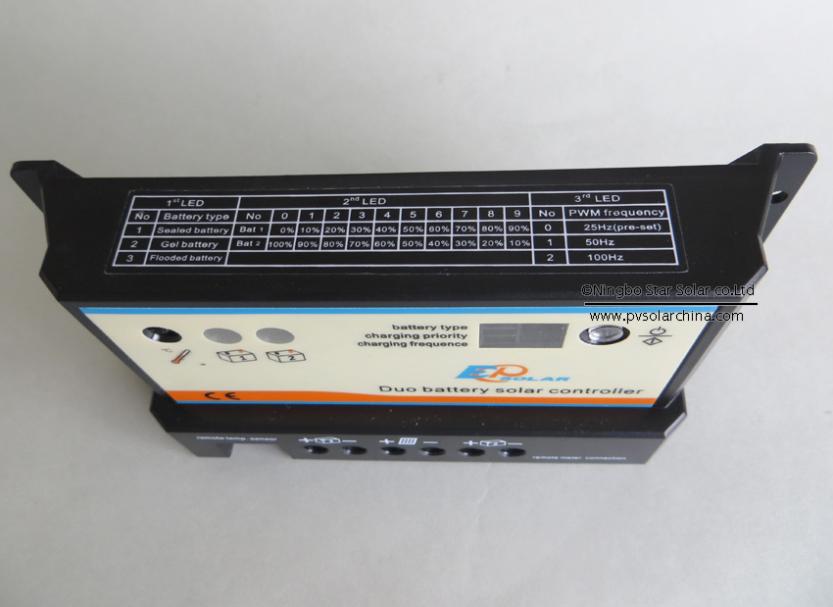 1st LED 2nd LED 3rd LED
No Battery type No 0 1 2 3 4 5 6 7 8 9 No PWM frequency
1 Sealed battery Bat 1 0% 10% 20% 30% 40% 50% 60% 70% 80% 90% 0 25Hz(pre-set)
2 Gel battery Bat 2 100% 90% 80% 70% 60% 50% 40% 30% 20% 10% 1 50Hz
3 Flooded battery 2 100Hz
©Ningbo Star Solar co.Ltd
www.pvsolarchina.com
battery type
charging priority
charging frequence
°C 1 2
EP SOLAR
Duo battery solar controller
CE
remote temp. sensor + - + - + - remote meter connection